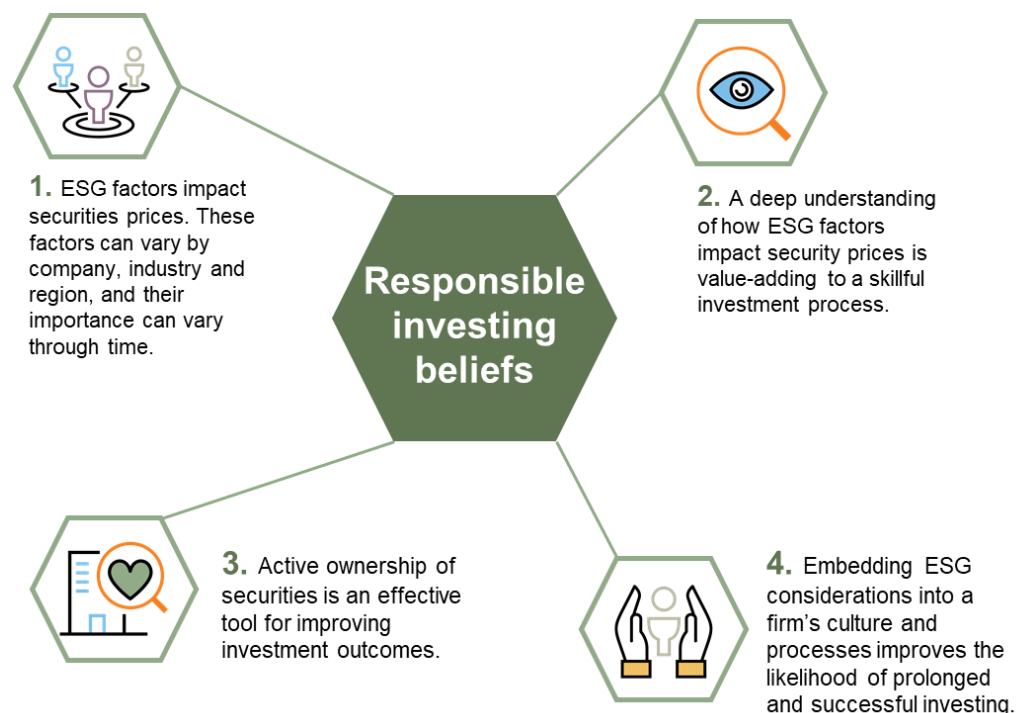 1. ESG factors impact
securities prices. These
factors can vary by
company, industry and
region, and their
importance can vary
through time.
2. A deep understanding
of how ESG factors
impact security prices is
value-adding to a skillful
investment process.
Responsible
investing
beliefs
3. Active ownership of
securities is an effective
tool for improving
investment outcomes.
4. Embedding ESG
considerations into a
firm's culture and
processes improves the
likelihood of prolonged
and successful investing.